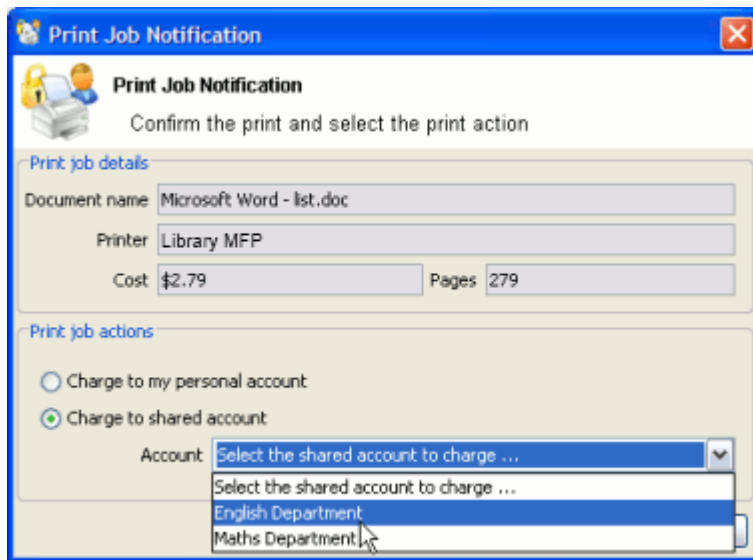 Print Job Notification
Print Job Notification
Confirm the print and select the print action
Print job details
Document name Microsoft Word - list.doc
Printer Library MFP
Cost $2.79 Pages 279
Print job actions
Charge to my personal account
Charge to shared account
Account Select the shared account to charge ...
Select the shared account to charge ...
English Department
Maths Department